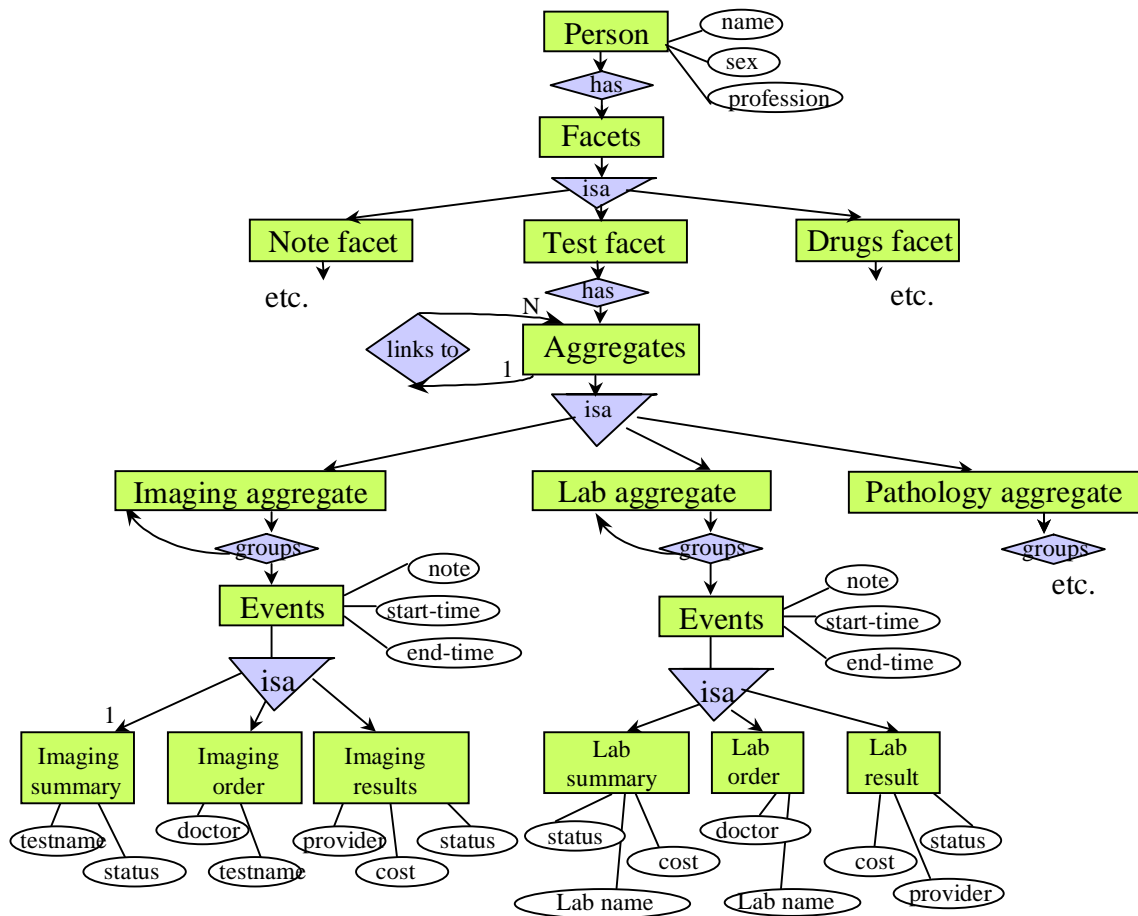 name
Person
sex
has
profession
Facets
isa
Note facet
Test facet
Drugs facet
etc.
has
etc.
N
links to
Aggregates
1
isa
Imaging aggregate
Lab aggregate
Pathology aggregate
groups
groups
groups
note
note
etc.
Events
start-time
Events
start-time
end-time
end-time
isa
isa
1
Imaging
summary
Imaging
order
Imaging
results
Lab
summary
Lab
order
Lab
result
testname
doctor
provider
status
status
doctor
status
status
testname
cost
cost
cost
Lab name
Lab name
provider